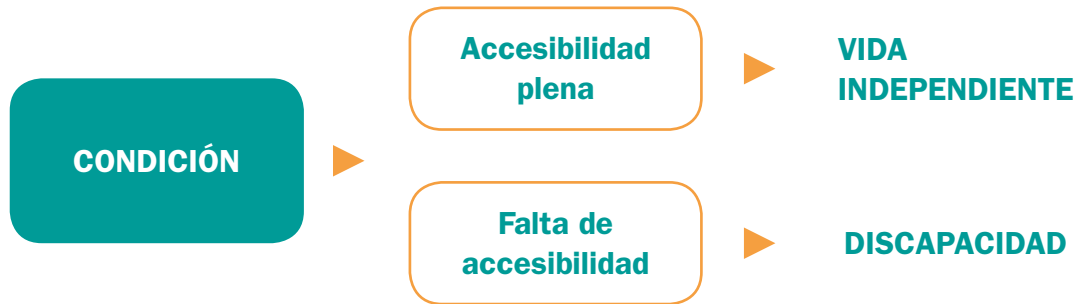 CONDICIÓN
Accesibilidad
plena
VIDA
INDEPENDIENTE
Falta de
accesibilidad
DISCAPACIDAD